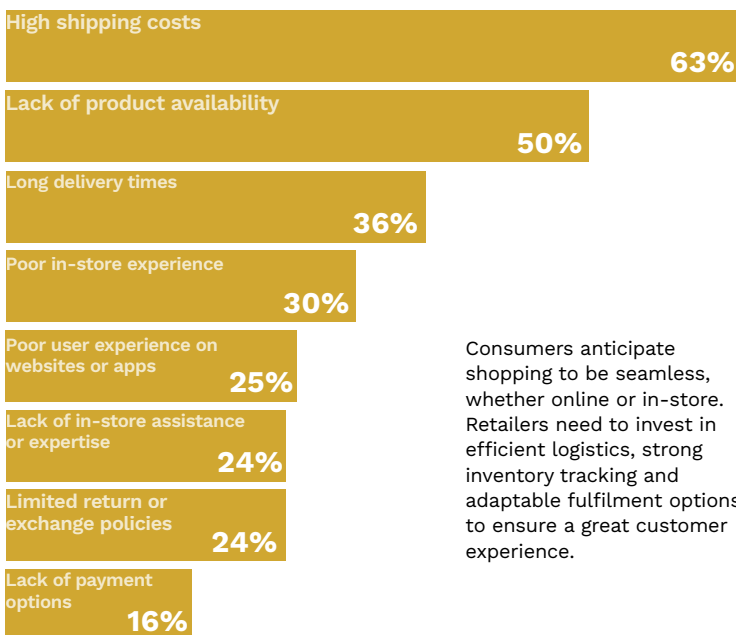 High shipping costs
63%
Lack of product availability
50%
Long delivery times
36%
Poor in-store experience
30%
Poor user experience on
websites or apps
25%
Lack of in-store assistance
or expertise
24%
Limited return or
exchange policies
24%
Lack of payment
options
16%
Consumers anticipate
shopping to be seamless,
whether online or in-store.
Retailers need to invest in
efficient logistics, strong
inventory tracking and
adaptable fulfilment options
to ensure a great customer
experience.